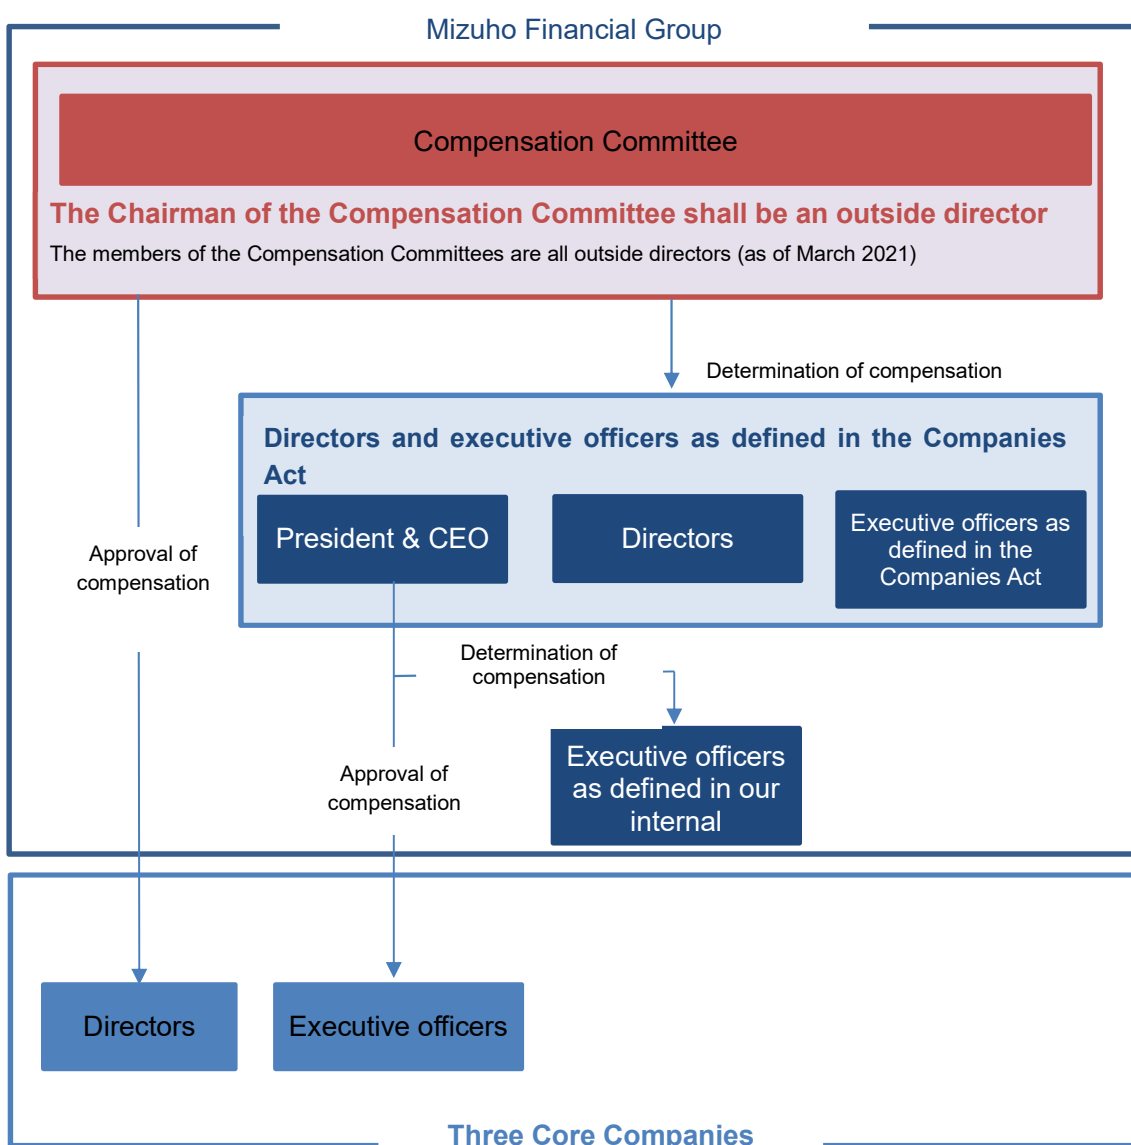 Mizuho Financial Group
Compensation Committee
The Chairman of the Compensation Committee shall be an outside director
The members of the Compensation Committees are all outside directors (as of March 2021)
Determination of compensation
Directors and executive officers as defined in the Companies
Act
President & CEO
Directors
Executive officers as
defined in the
Companies Act
Approval of
compensation
Determination of
compensation
Executive officers
as defined in our
internal
Approval of
compensation
Directors
Executive officers
Three Core Companies